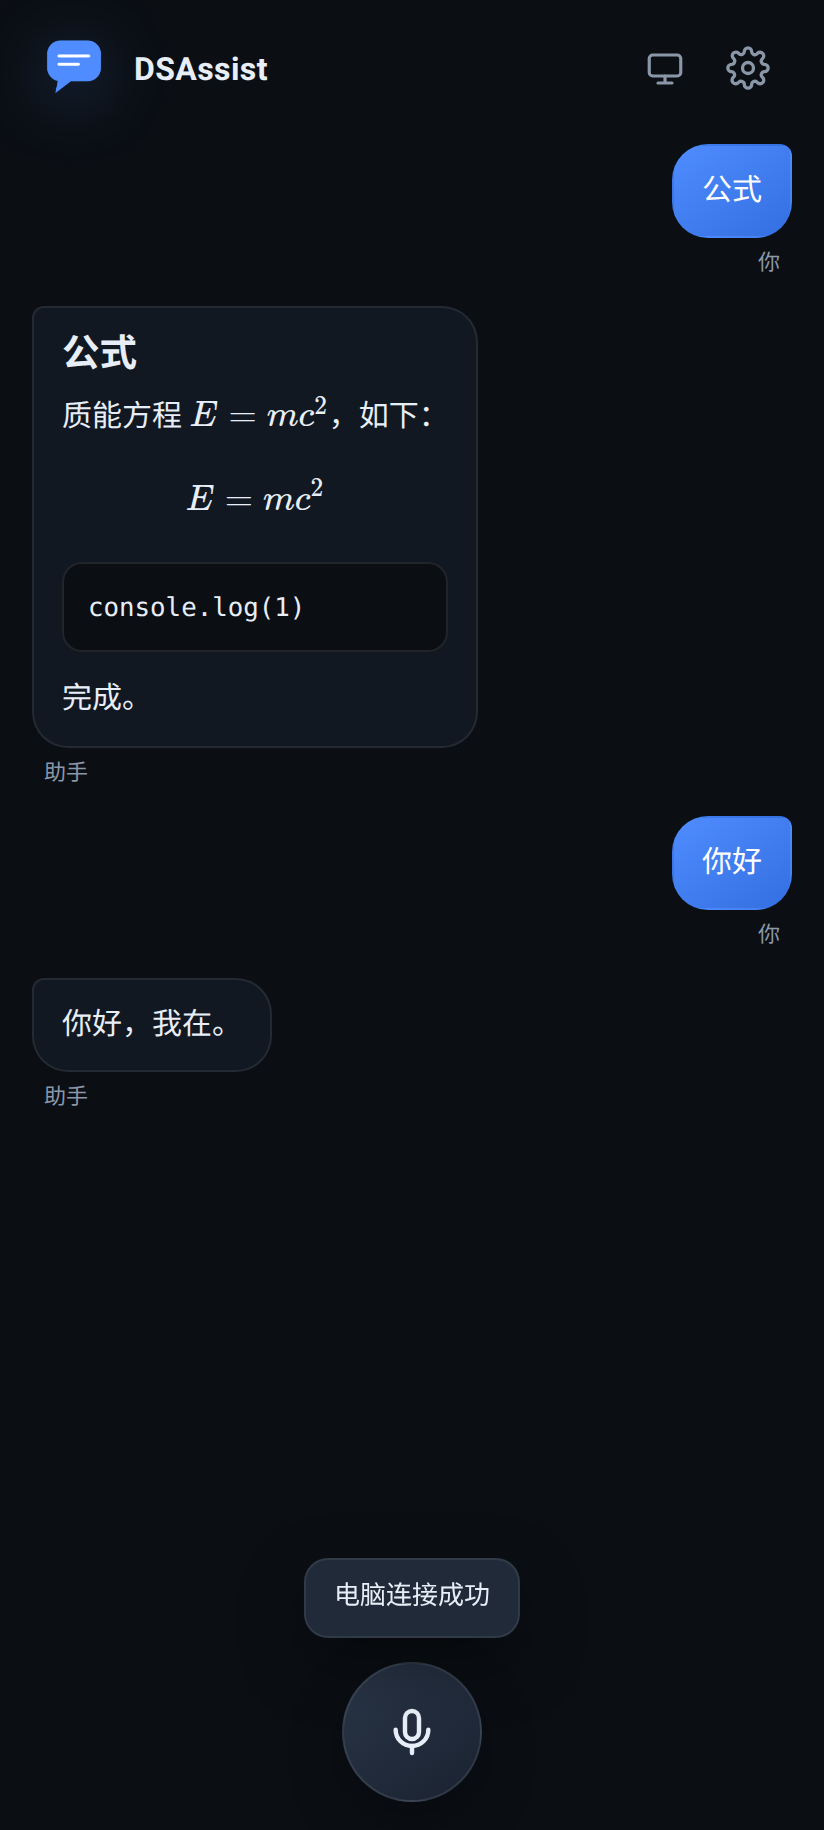 DSAssist
公式
你
公式
质能方程 E = mc²，如下：
E = mc²
console.log(1)
完成。
助手
你好
你
你好，我在。
助手
电脑连接成功